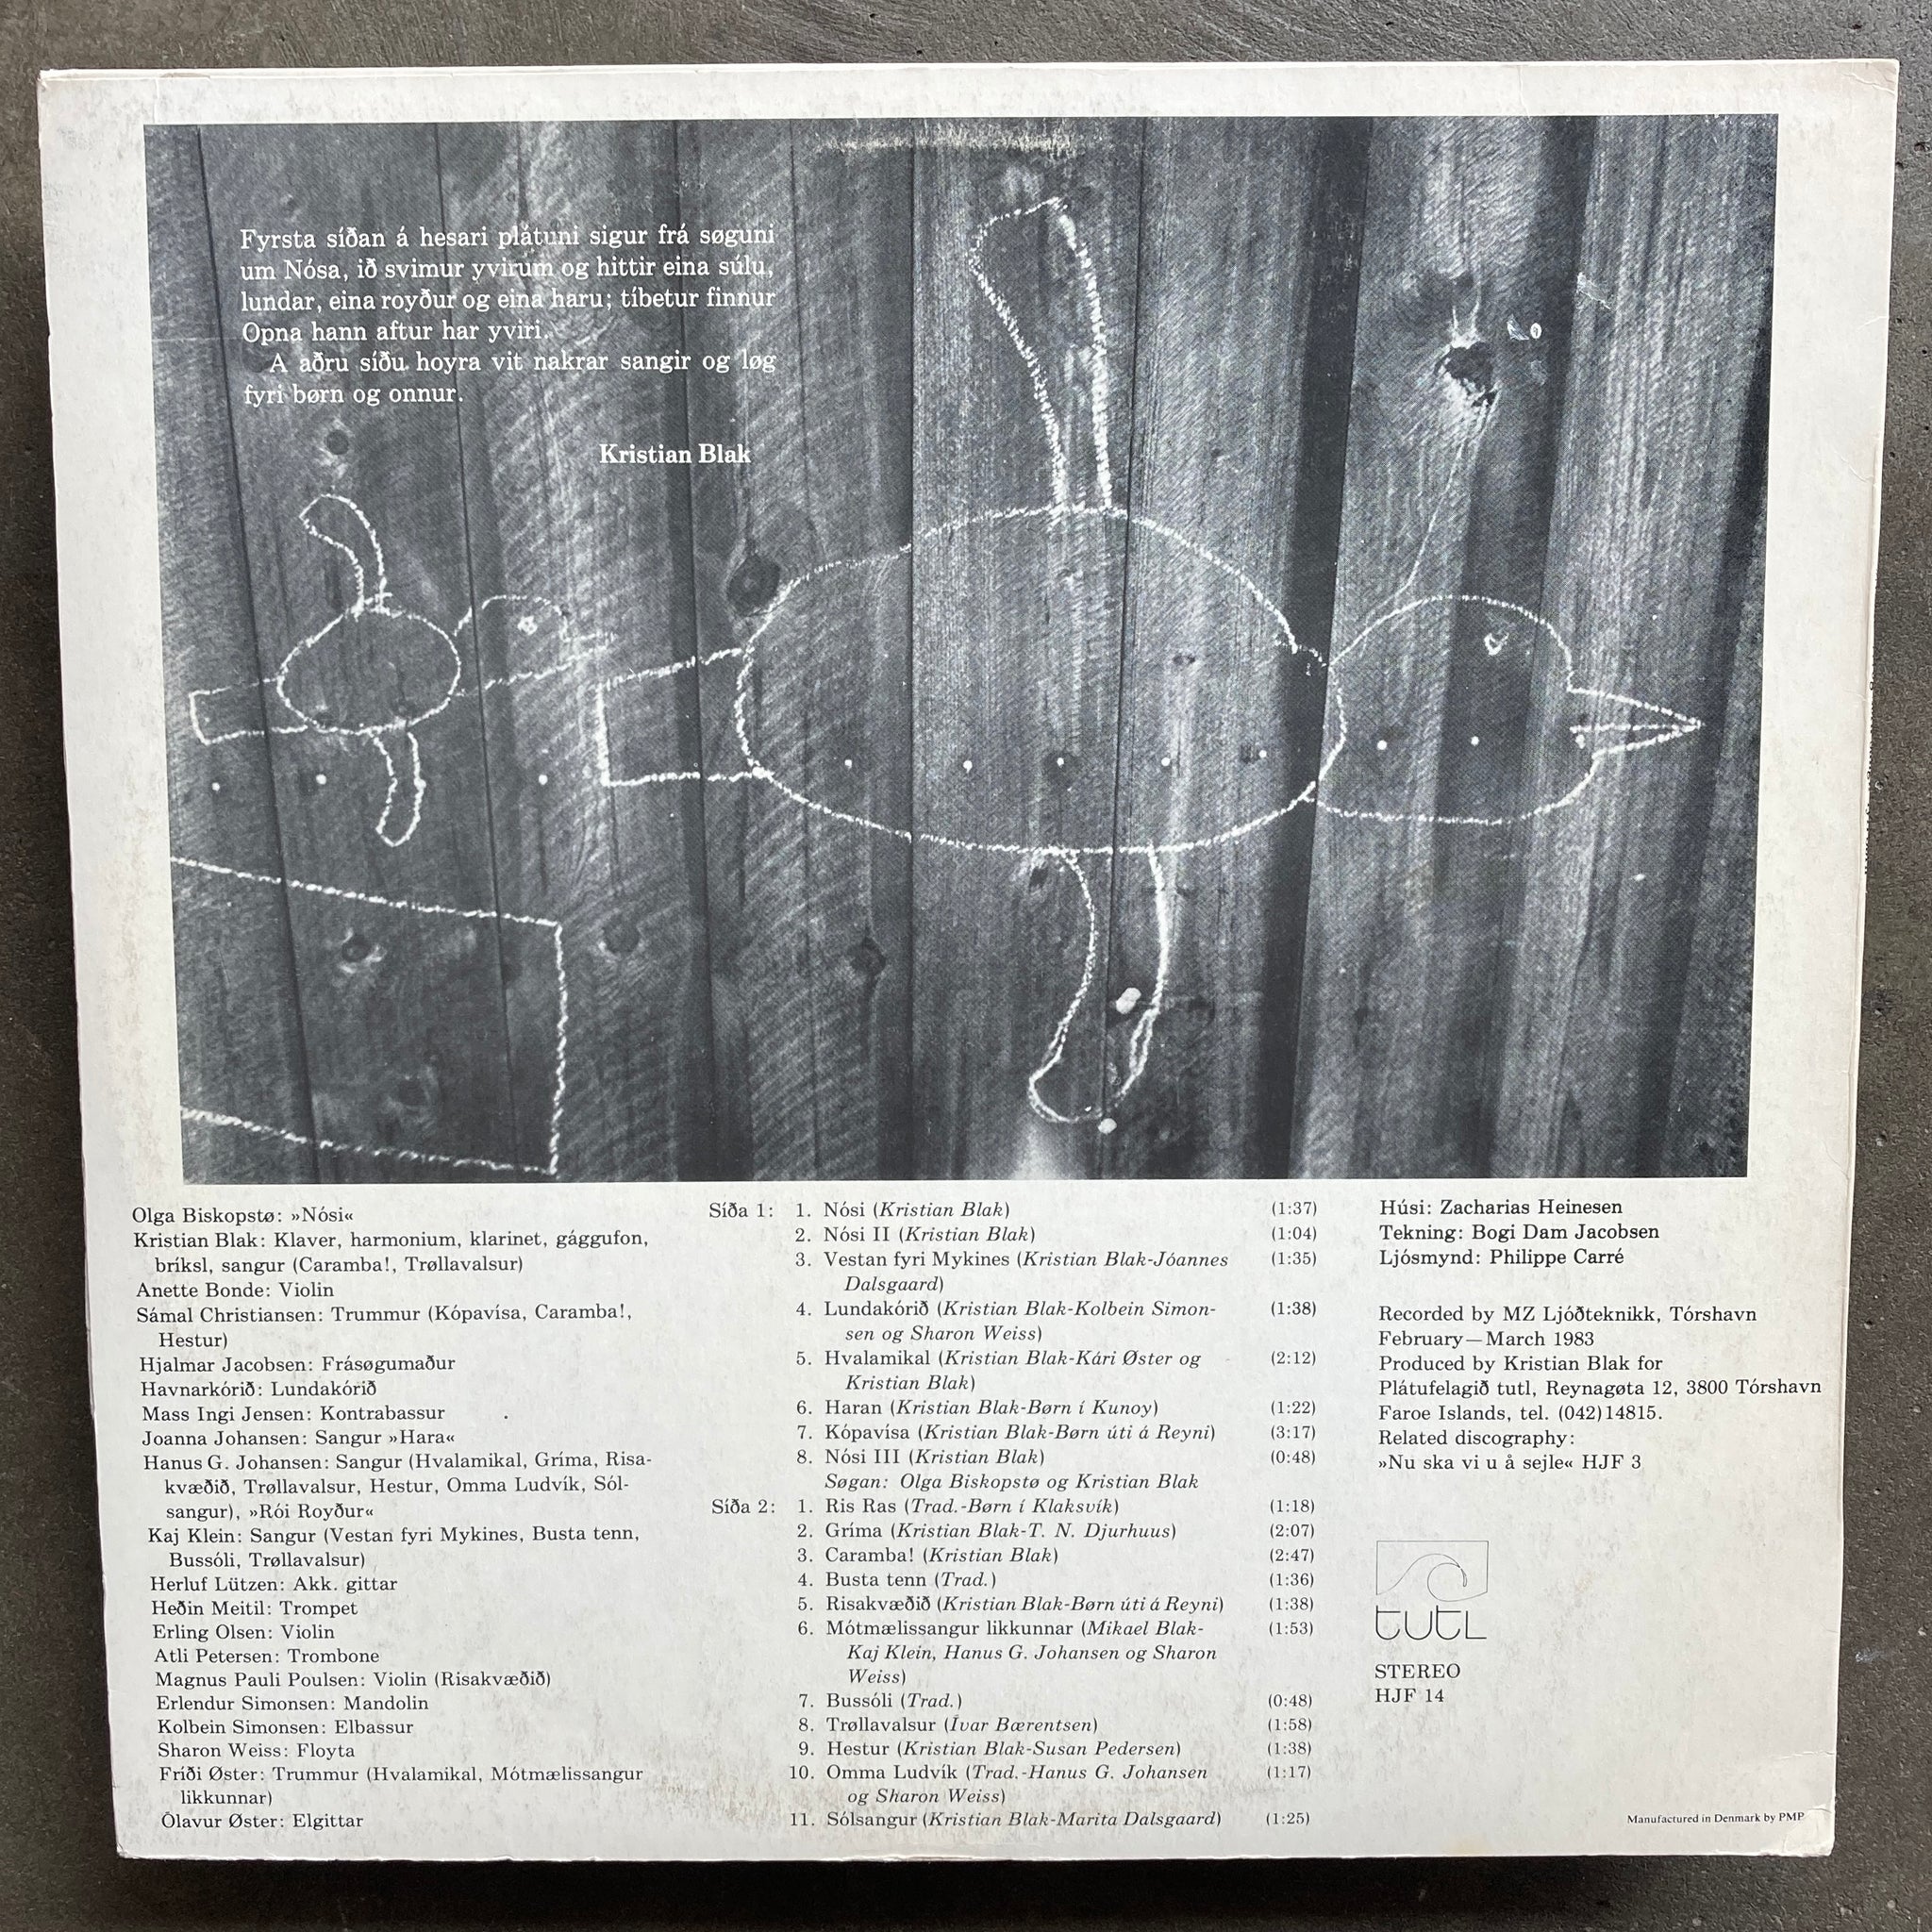 Fyrsta síðan á hesari plátuni sigur frá søguni
um Nósa, ið svimur yvirum og hittir eina súlu,
lundar, eina royður og eina haru; tíbetur finnur
Opna hann aftur har yviri.
A aðru síðu hoyra vit nakrar sangir og løg
fyri børn og onnur.
Kristian Blak
Olga Biskopstø: »Nósi«
Kristian Blak: Klaver, harmonium, klarinet, gággufon,
bríksl, sangur (Caramba!, Trøllavalsur)
Anette Bonde: Violin
Sámal Christiansen: Trummur (Kópavísa, Caramba!,
Hestur)
Hjalmar Jacobsen: Frásøgumaður
Havnarkórið: Lundakórið
Mass Ingi Jensen: Kontrabassur
Joanna Johansen: Sangur »Hara«
Hanus G. Johansen: Sangur (Hvalamikal, Gríma, Risa-
kvæðið, Trøllavalsur, Hestur, Omma Ludvík, Sól-
sangur), »Rói Royður«
Kaj Klein: Sangur (Vestan fyri Mykines, Busta tenn,
Bussóli, Trøllavalsur)
Herluf Lützen: Akk. gittar
Heðin Meitil: Trompet
Erling Olsen: Violin
Atli Petersen: Trombone
Magnus Pauli Poulsen: Violin (Risakvæðið)
Erlendur Simonsen: Mandolin
Kolbein Simonsen: Elbassur
Sharon Weiss: Floyta
Fríði Øster: Trummur (Hvalamikal, Mótmælissangur
likkunnar)
Ólavur Øster: Elgittar
Síða 1: 1. Nósi (Kristian Blak) (1:37)
2. Nósi II (Kristian Blak) (1:04)
3. Vestan fyri Mykines (Kristian Blak-Jóannes (1:35)
Dalsgaard)
4. Lundakórið (Kristian Blak-Kolbein Simon- (1:38)
sen og Sharon Weiss)
5. Hvalamikal (Kristian Blak-Kári Øster og (2:12)
Kristian Blak)
6. Haran (Kristian Blak-Børn í Kunoy) (1:22)
7. Kópavísa (Kristian Blak-Børn úti á Reyni) (3:17)
8. Nósi III (Kristian Blak) (0:48)
Søgan: Olga Biskopstø og Kristian Blak
Síða 2: 1. Ris Ras (Trad.-Børn í Klaksvík) (1:18)
2. Gríma (Kristian Blak-T. N. Djurhuus) (2:07)
3. Caramba! (Kristian Blak) (2:47)
4. Busta tenn (Trad.) (1:36)
5. Risakvæðið (Kristian Blak-Børn úti á Reyni) (1:38)
6. Mótmælissangur likkunnar (Mikael Blak- (1:53)
Kaj Klein, Hanus G. Johansen og Sharon
Weiss)
7. Bussóli (Trad.) (0:48)
8. Trøllavalsur (Ívar Bærentsen) (1:58)
9. Hestur (Kristian Blak-Susan Pedersen) (1:38)
10. Omma Ludvík (Trad.-Hanus G. Johansen (1:17)
og Sharon Weiss)
11. Sólsangur (Kristian Blak-Marita Dalsgaard) (1:25)
Húsi: Zacharias Heinesen
Tekning: Bogi Dam Jacobsen
Ljósmynd: Philippe Carré
Recorded by MZ Ljóðteknikk, Tórshavn
February—March 1983
Produced by Kristian Blak for
Plátufelagið tutl, Reynagøta 12, 3800 Tórshavn
Faroe Islands, tel. (042)14815.
Related discography:
»Nu ska vi u å sejle« HJF 3
tutl
STEREO
HJF 14
Manufactured in Denmark by PMP